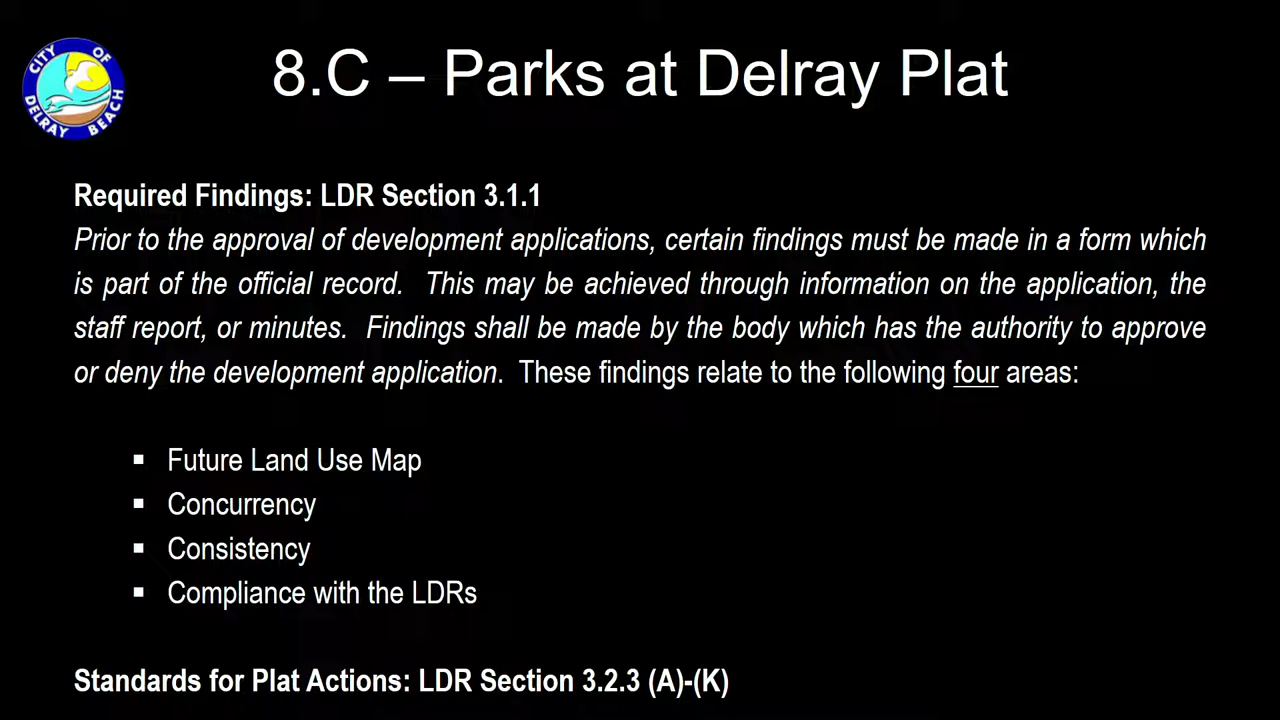 CITY OF
DELRAY BEACH
8.C – Parks at Delray Plat
Required Findings: LDR Section 3.1.1
Prior to the approval of development applications, certain findings must be made in a form which
is part of the official record. This may be achieved through information on the application, the
staff report, or minutes. Findings shall be made by the body which has the authority to approve
or deny the development application. These findings relate to the following four areas:
▪ Future Land Use Map
▪ Concurrency
▪ Consistency
▪ Compliance with the LDRs
Standards for Plat Actions: LDR Section 3.2.3 (A)-(K)